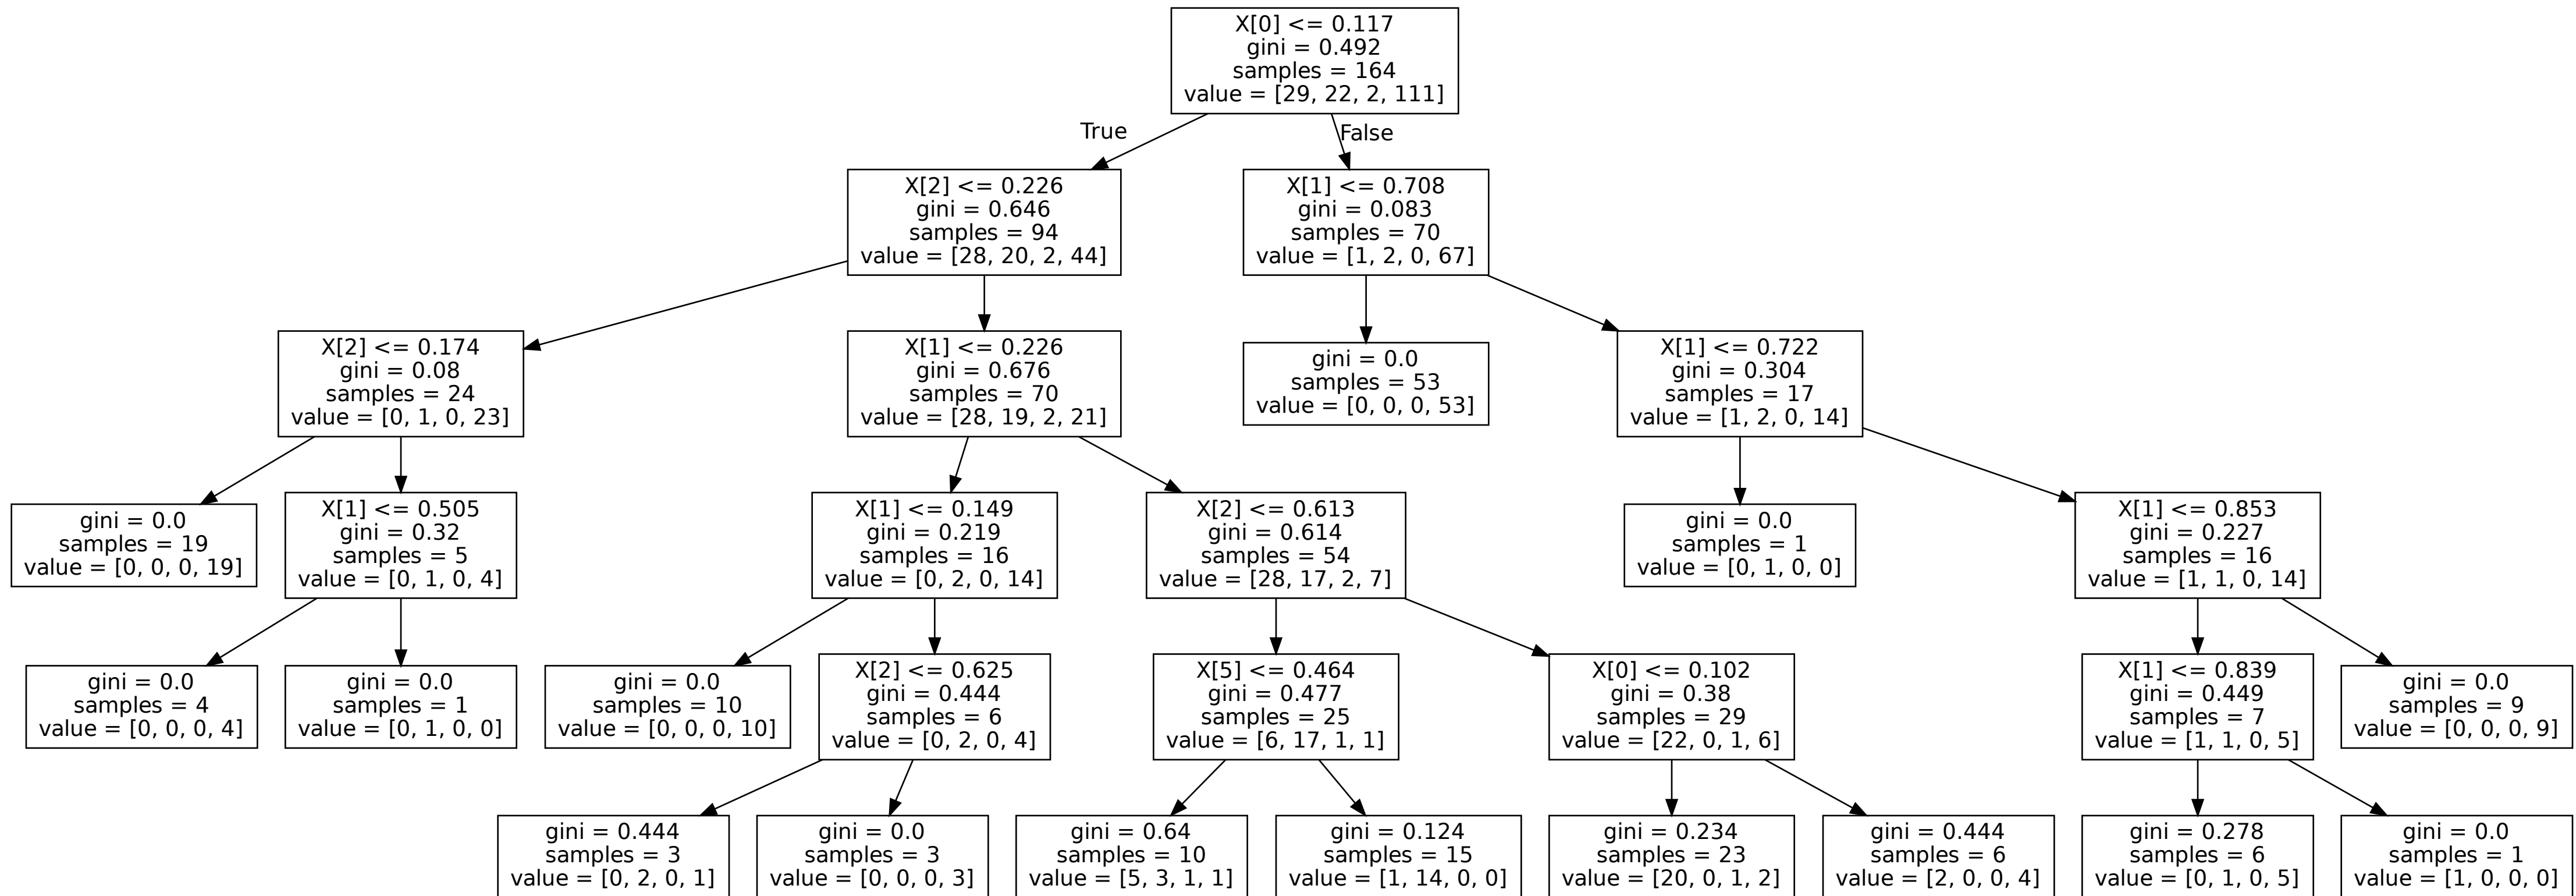 X[0] <= 0.117
gini = 0.492
samples = 164
value = [29, 22, 2, 111]
True
False
X[2] <= 0.226
gini = 0.646
samples = 94
value = [28, 20, 2, 44]
X[1] <= 0.708
gini = 0.083
samples = 70
value = [1, 2, 0, 67]
X[2] <= 0.174
gini = 0.08
samples = 24
value = [0, 1, 0, 23]
X[1] <= 0.226
gini = 0.676
samples = 70
value = [28, 19, 2, 21]
gini = 0.0
samples = 53
value = [0, 0, 0, 53]
X[1] <= 0.722
gini = 0.304
samples = 17
value = [1, 2, 0, 14]
gini = 0.0
samples = 19
value = [0, 0, 0, 19]
X[1] <= 0.505
gini = 0.32
samples = 5
value = [0, 1, 0, 4]
X[1] <= 0.149
gini = 0.219
samples = 16
value = [0, 2, 0, 14]
X[2] <= 0.613
gini = 0.614
samples = 54
value = [28, 17, 2, 7]
gini = 0.0
samples = 1
value = [0, 1, 0, 0]
X[1] <= 0.853
gini = 0.227
samples = 16
value = [1, 1, 0, 14]
gini = 0.0
samples = 4
value = [0, 0, 0, 4]
gini = 0.0
samples = 1
value = [0, 1, 0, 0]
gini = 0.0
samples = 10
value = [0, 0, 0, 10]
X[2] <= 0.625
gini = 0.444
samples = 6
value = [0, 2, 0, 4]
X[5] <= 0.464
gini = 0.477
samples = 25
value = [6, 17, 1, 1]
X[0] <= 0.102
gini = 0.38
samples = 29
value = [22, 0, 1, 6]
X[1] <= 0.839
gini = 0.449
samples = 7
value = [1, 1, 0, 5]
gini = 0.0
samples = 9
value = [0, 0, 0, 9]
gini = 0.444
samples = 3
value = [0, 2, 0, 1]
gini = 0.0
samples = 3
value = [0, 0, 0, 3]
gini = 0.64
samples = 10
value = [5, 3, 1, 1]
gini = 0.124
samples = 15
value = [1, 14, 0, 0]
gini = 0.234
samples = 23
value = [20, 0, 1, 2]
gini = 0.444
samples = 6
value = [2, 0, 0, 4]
gini = 0.278
samples = 6
value = [0, 1, 0, 5]
gini = 0.0
samples = 1
value = [1, 0, 0, 0]